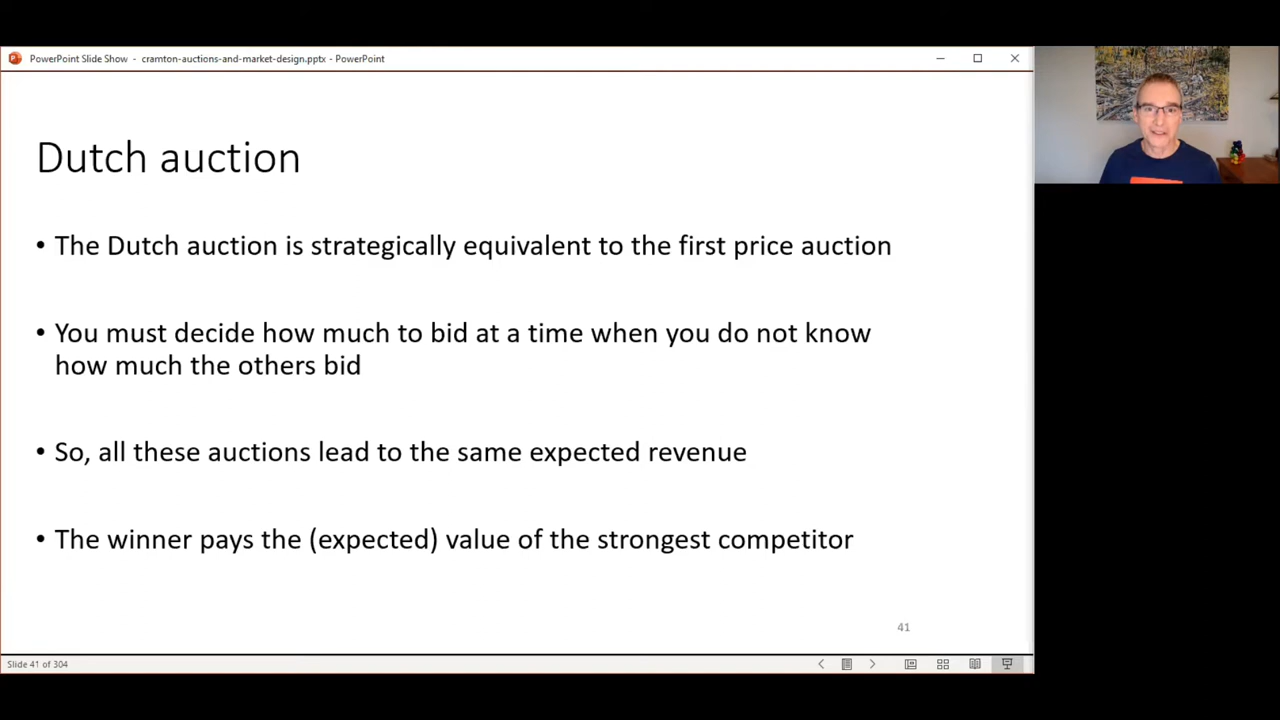 PowerPoint Slide Show - cramton-auctions-and-market-design.pptx - PowerPoint
Dutch auction
• The Dutch auction is strategically equivalent to the first price auction
• You must decide how much to bid at a time when you do not know
how much the others bid
• So, all these auctions lead to the same expected revenue
• The winner pays the (expected) value of the strongest competitor
41
Slide 41 of 304